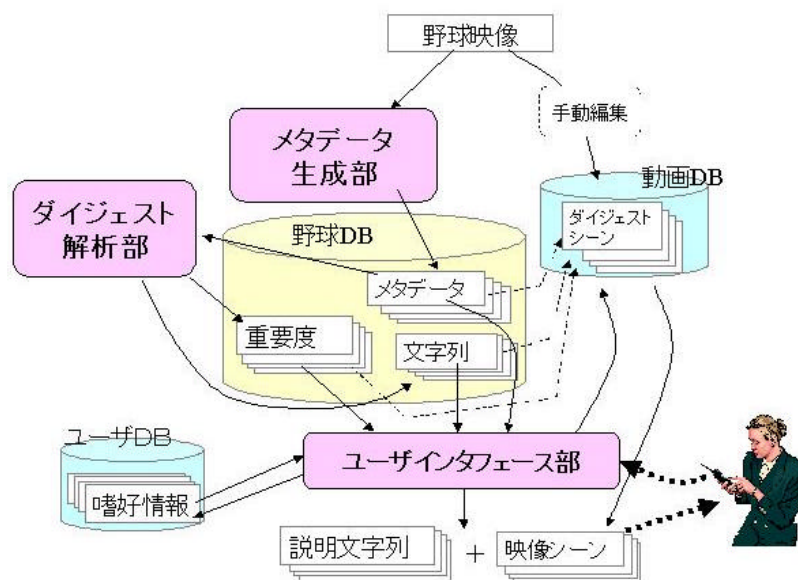 野球映像
手動編集
メタデータ
生成部
動画DB
ダイジェスト
シーン
ダイジェスト
解析部
野球DB
メタデータ
重要度
文字列
ユーザDB
嗜好情報
ユーザインタフェース部
説明文字列
+
映像シーン